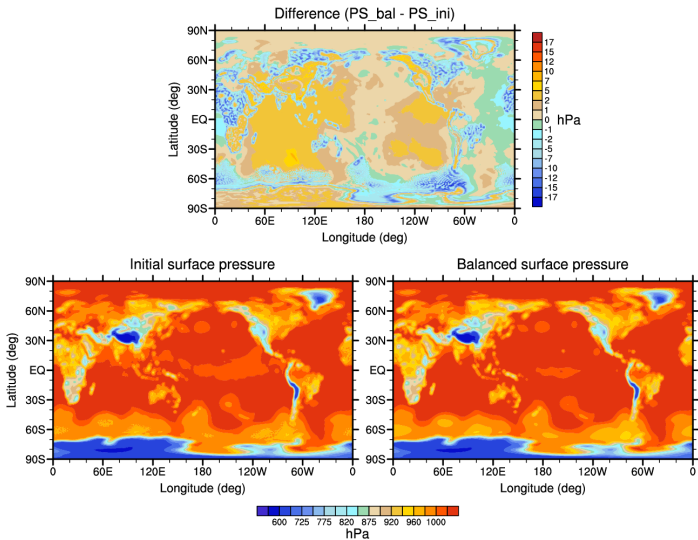 Difference (PS_bal - PS_ini)
90N
60N
30N
EQ
30S
60S
90S
Latitude (deg)
0 60E 120E 180 120W 60W 0
Longitude (deg)
17
15
12
10
7
5
2
1
0
-1
-2
-5
-7
-10
-12
-15
-17
hPa
Initial surface pressure
90N
60N
30N
EQ
30S
60S
90S
Latitude (deg)
0 60E 120E 180 120W 60W 0
Longitude (deg)
Balanced surface pressure
90N
60N
30N
EQ
30S
60S
90S
0 60E 120E 180 120W 60W 0
Longitude (deg)
600 725 775 820 875 920 960 1000
hPa